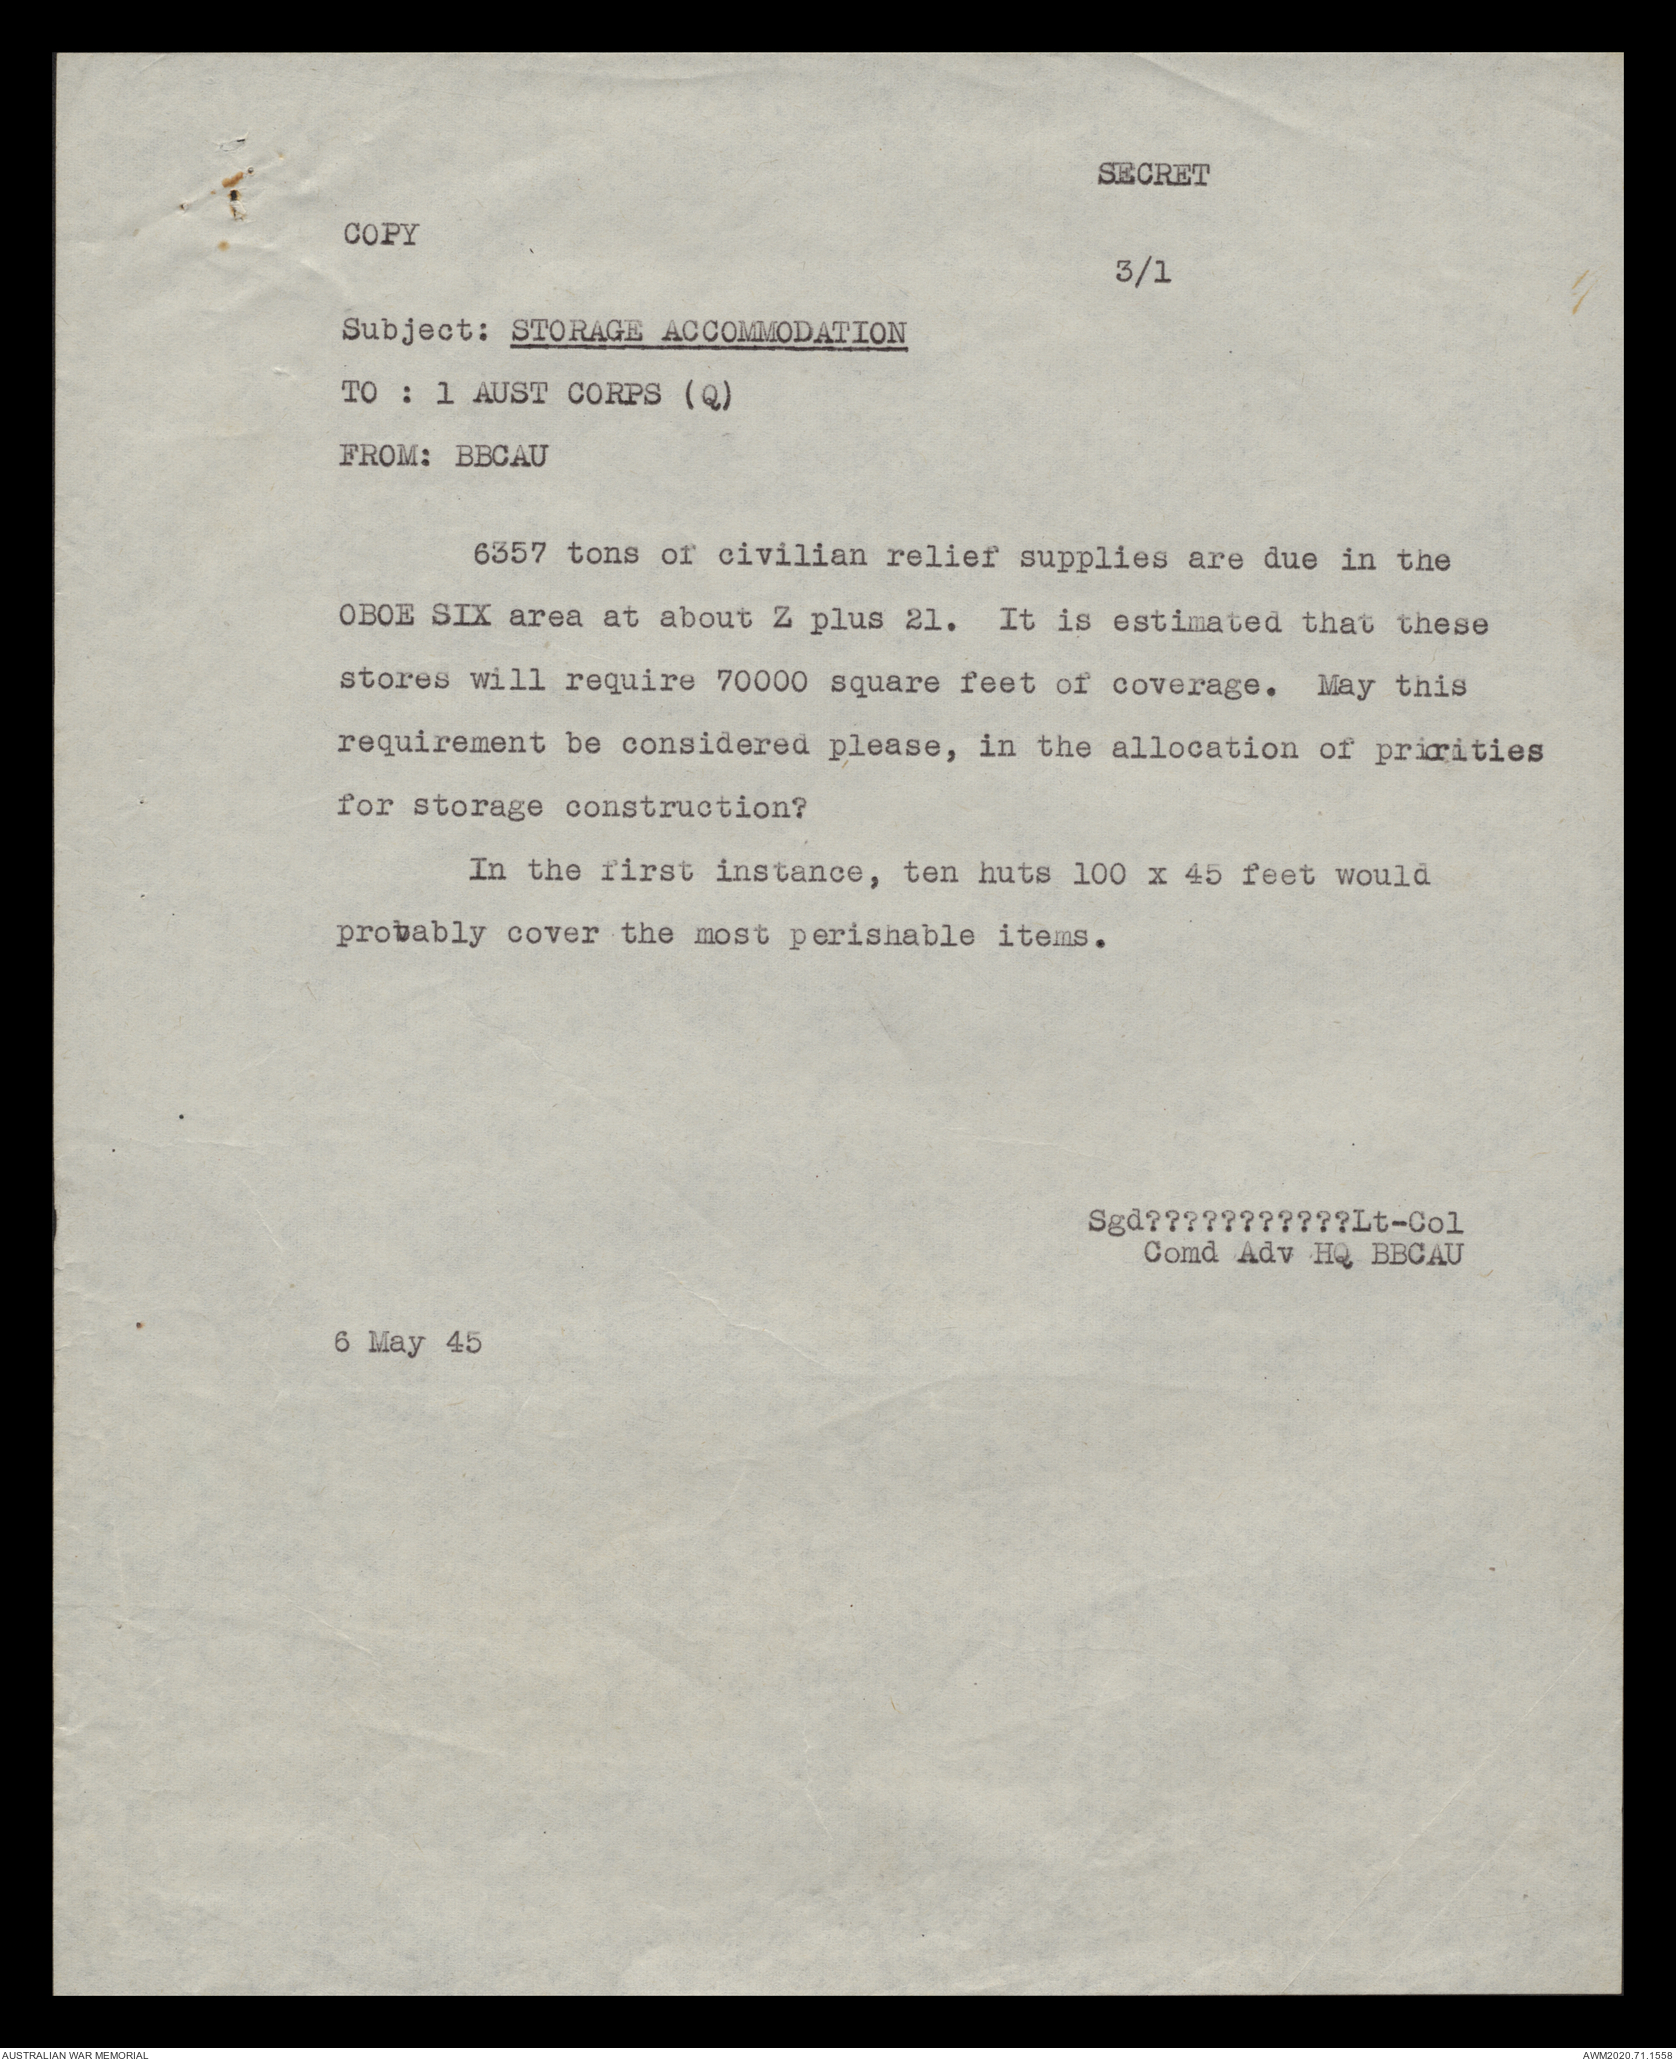 SECRET
COPY
3/1
Subject: STORAGE ACCOMMODATION
TO : 1 AUST CORPS (Q)
FROM: BBCAU
6357 tons of civilian relief supplies are due in the
OBOE SIX area at about Z plus 21. It is estimated that these
stores will require 70000 square feet of coverage. May this
requirement be considered please, in the allocation of priorities
for storage construction?
In the first instance, ten huts 100 x 45 feet would
probably cover the most perishable items.
Sgd???????????Lt-Col
Comd Adv HQ BBCAU
6 May 45
AUSTRALIAN WAR MEMORIAL
AWM2020.71.1558